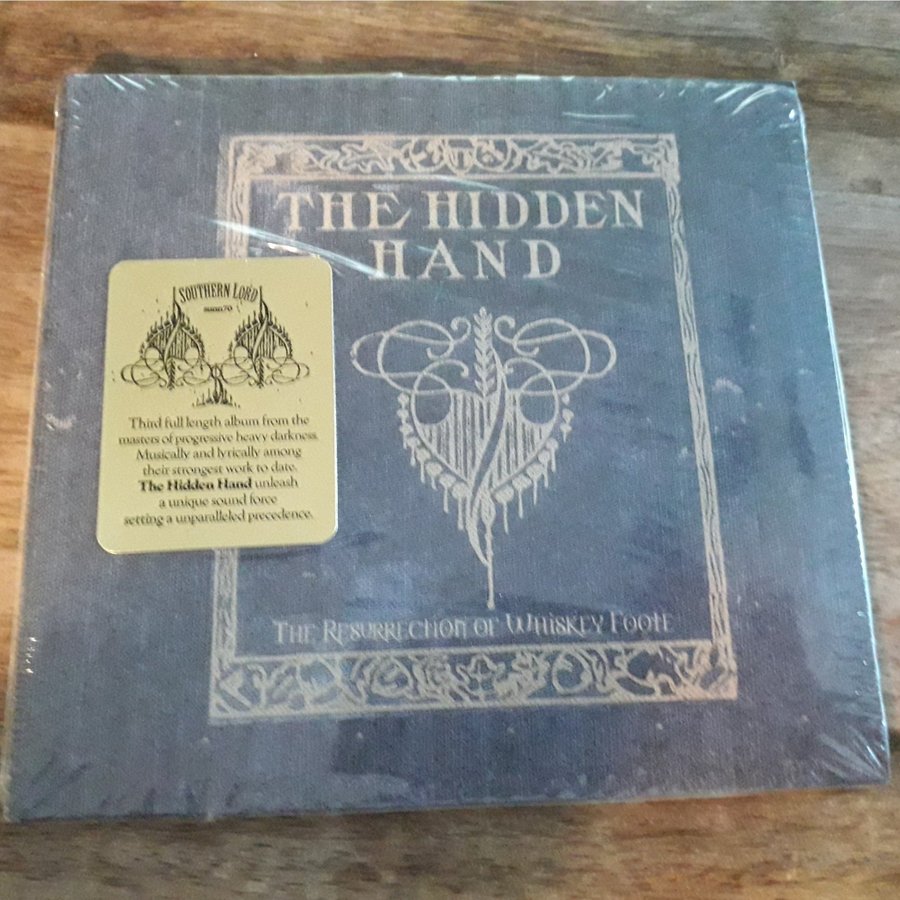 THE HIDDEN
HAND
SOUTHERN LORD
sunn70
Third full length album from the
masters of progressive heavy darkness.
Musically and lyrically among
their strongest work to date.
The Hidden Hand unleash
a unique sound force
setting a unparalleled precedence.
THE RESURRECTION OF WHISKEY FOOTE